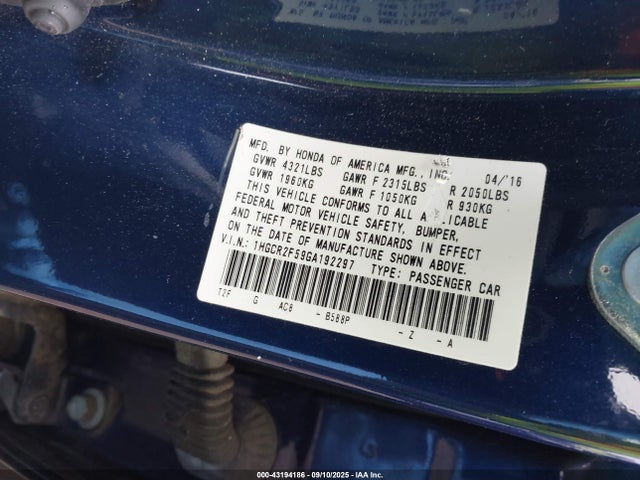 MFD. BY HONDA OF AMERICA MFG., INC. 04/16
GVWR 4321LBS GAWR F 2315LBS R 2050LBS
GVWR 1960KG GAWR F 1050KG R 930KG
THIS VEHICLE CONFORMS TO ALL A LICABLE
FEDERAL MOTOR VEHICLE SAFETY, BUMPER,
AND THEFT PREVENTION STANDARDS IN EFFECT
ON THE DATE OF MANUFACTURE SHOWN ABOVE.
V.I.N.: 1HGCR2F59GA192297 TYPE: PASSENGER CAR
T2F G AC8 - B588P - Z - A
000-43194186 | 09/10/2025 | IAA Inc.